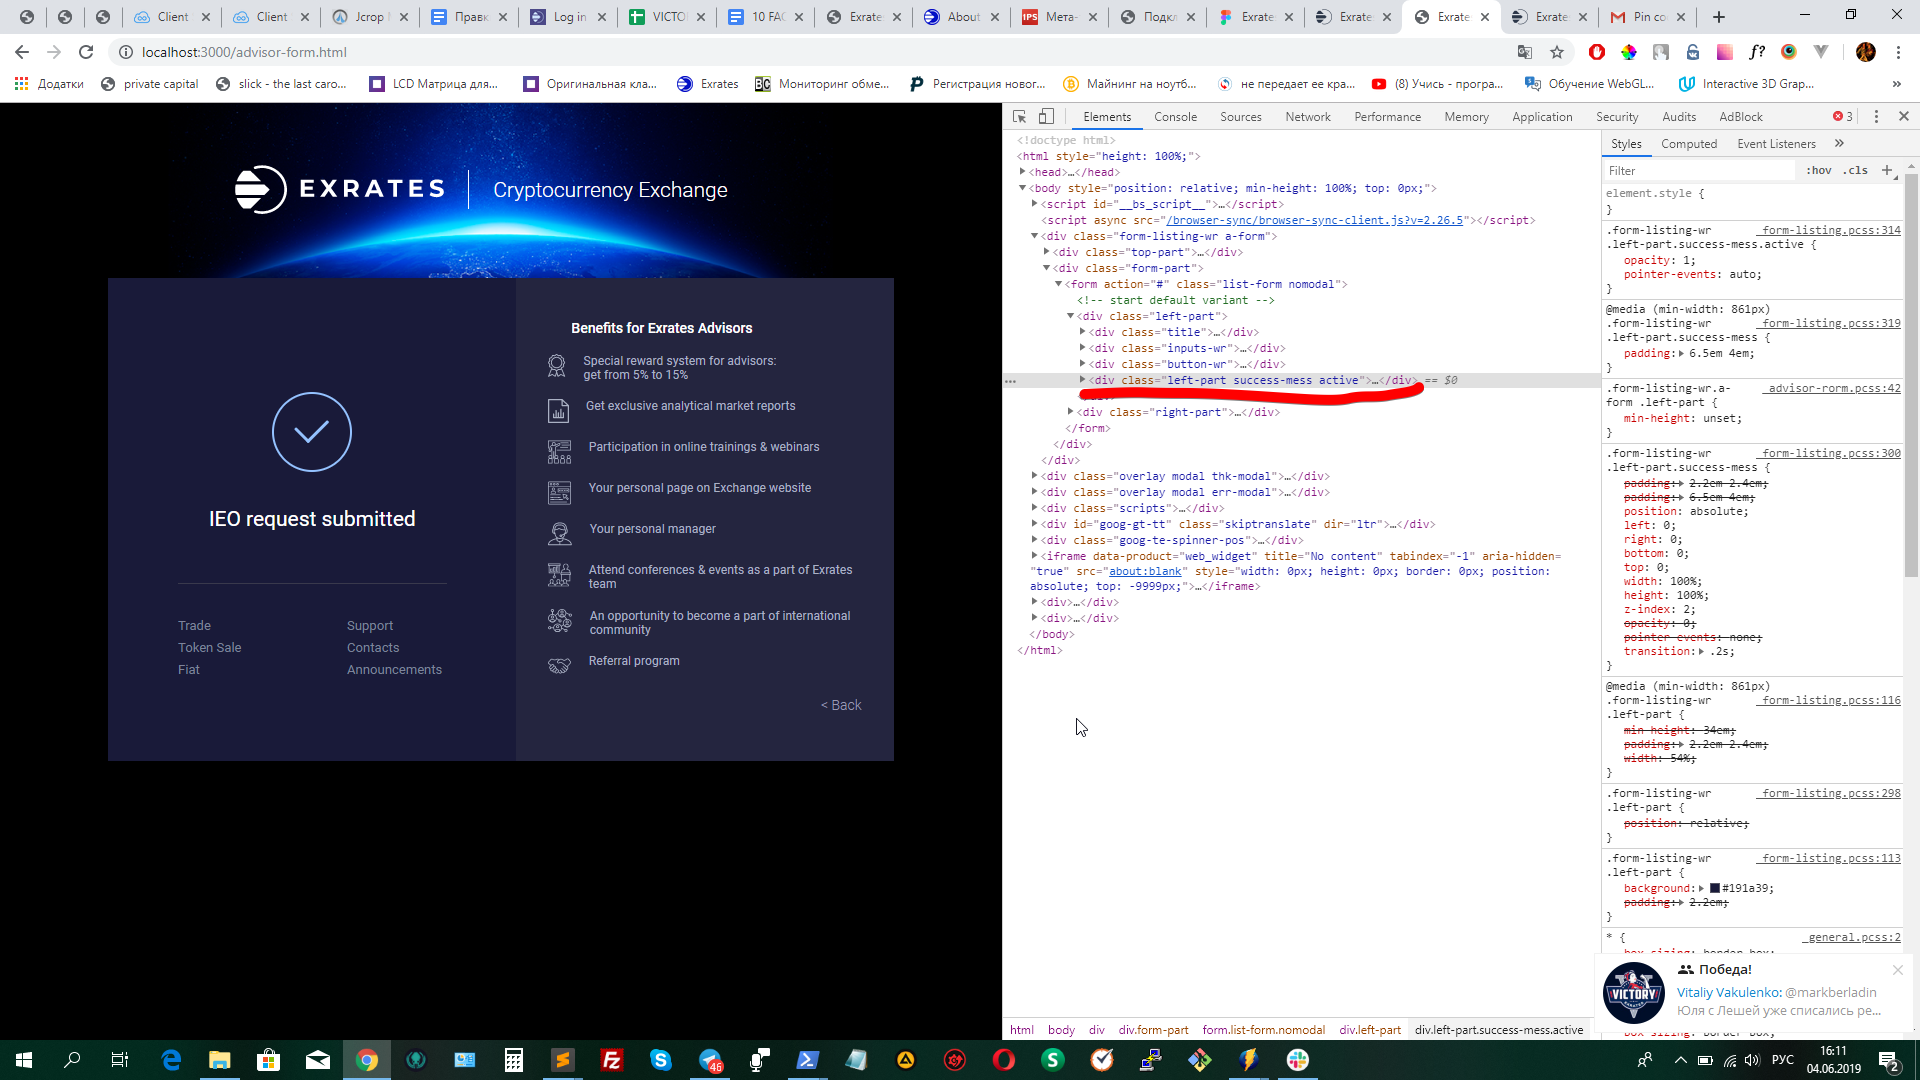 Client
Client
Jcrop
Правк
Log in
VICTO
10 FAC
Exrate
About
Мета-
Подкл
Exrate
Exrate
Exrate
Exrate
Pin co
localhost:3000/advisor-form.html
Додатки
private capital
slick - the last caro...
LCD Матрица для...
Оригинальная кла...
Exrates
Мониторинг обме...
Регистрация новог...
Майнинг на ноутб...
не передает ее кра...
(8) Учись - програ...
Обучение WebGL...
Interactive 3D Grap...
»
EXRATES
Cryptocurrency Exchange
IEO request submitted
Trade
Token Sale
Fiat
Support
Contacts
Announcements
Benefits for Exrates Advisors
Special reward system for advisors:
get from 5% to 15%
Get exclusive analytical market reports
Participation in online trainings & webinars
Your personal page on Exchange website
Your personal manager
Attend conferences & events as a part of Exrates
team
An opportunity to become a part of international
community
Referral program
< Back
Elements Console Sources Network Performance Memory Application Security Audits AdBlock 3
<!doctype html>
<html style="height: 100%;">
<head>…</head>
<body style="position: relative; min-height: 100%; top: 0px;">
<script id="__bs_script__">…</script>
<script async src="/browser-sync/browser-sync-client.js?v=2.26.5"></script>
<div class="form-listing-wr a-form">
<div class="top-part">…</div>
<div class="form-part">
<form action="#" class="list-form nomodal">
<!-- start default variant -->
<div class="left-part">
<div class="title">…</div>
<div class="inputs-wr">…</div>
<div class="button-wr">…</div>
<div class="left-part success-mess active">…</div> == $0
<div class="right-part">…</div>
</form>
</div>
</div>
<div class="overlay modal thk-modal">…</div>
<div class="overlay modal err-modal">…</div>
<div class="scripts">…</div>
<div id="goog-gt-tt" class="skiptranslate" dir="ltr">…</div>
<div class="goog-te-spinner-pos">…</div>
<iframe data-product="web_widget" title="No content" tabindex="-1" aria-hidden=
"true" src="about:blank" style="width: 0px; height: 0px; border: 0px; position:
absolute; top: -9999px;">…</iframe>
<div>…</div>
<div>…</div>
</body>
</html>
html body div div.form-part form.list-form.nomodal div.left-part div.left-part.success-mess.active
Styles Computed Event Listeners »
Filter :hov .cls +
element.style {
}
.form-listing-wr _form-listing.pcss:314
.left-part.success-mess.active {
opacity: 1;
pointer-events: auto;
}
@media (min-width: 861px)
.form-listing-wr _form-listing.pcss:319
.left-part.success-mess {
padding: 6.5em 4em;
}
.form-listing-wr.a- _advisor-rorm.pcss:42
form .left-part {
min-height: unset;
}
.form-listing-wr _form-listing.pcss:300
.left-part.success-mess {
padding: 2.2em 2.4em;
padding: 6.5em 4em;
position: absolute;
left: 0;
right: 0;
bottom: 0;
top: 0;
width: 100%;
height: 100%;
z-index: 2;
opacity: 0;
pointer-events: none;
transition: .2s;
}
@media (min-width: 861px)
.form-listing-wr _form-listing.pcss:116
.left-part {
min-height: 34em;
padding: 2.2em 2.4em;
width: 54%;
}
.form-listing-wr _form-listing.pcss:298
.left-part {
position: relative;
}
.form-listing-wr _form-listing.pcss:113
.left-part {
background: #191a39;
padding: 2.2em;
}
* { _general.pcss:2
VICTORY
Победа!
Vitaliy Vakulenko: @markberladin
Юля с Лешей уже списались ре...
46
РУС
16:11
04.06.2019
2